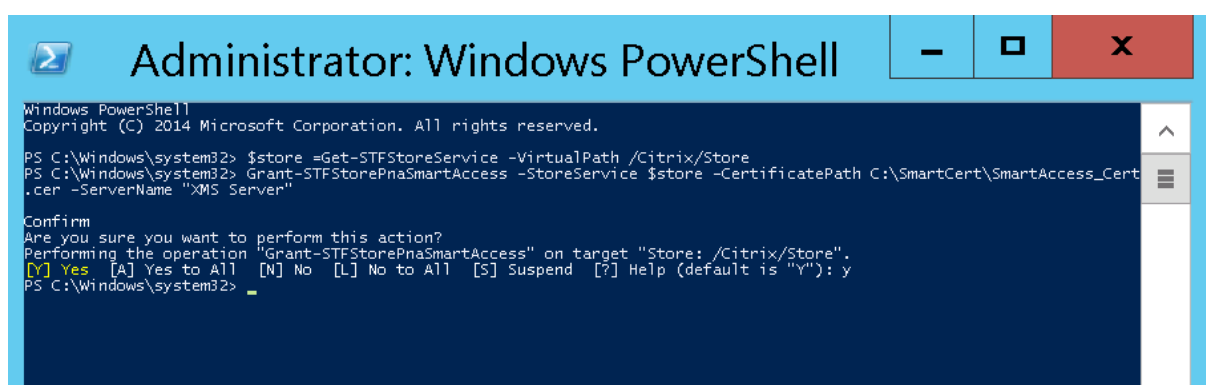 Administrator: Windows PowerShell
Windows PowerShell
Copyright (C) 2014 Microsoft Corporation. All rights reserved.
PS C:\Windows\system32> $store =Get-STFStoreService -VirtualPath /Citrix/Store
PS C:\Windows\system32> Grant-STFStorePnaSmartAccess -StoreService $store -CertificatePath C:\SmartCert\SmartAccess_Cert
.cer -ServerName "XMS Server"
Confirm
Are you sure you want to perform this action?
Performing the operation "Grant-STFStorePnaSmartAccess" on target "Store: /Citrix/Store".
[Y] Yes  [A] Yes to All  [N] No  [L] No to All  [S] Suspend  [?] Help (default is "Y"): y
PS C:\Windows\system32> _